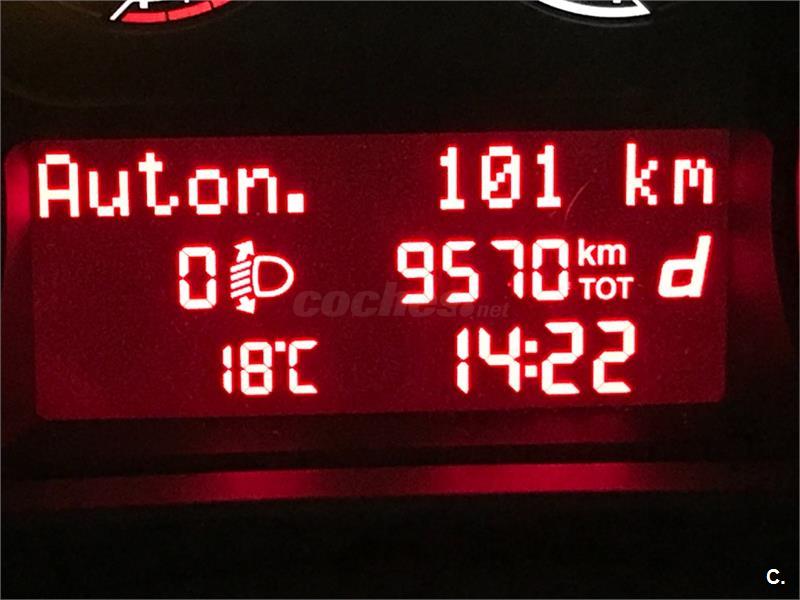 Auton. 101 km
0 9570 km TOT d
coches.net
18°C 14:22
C.